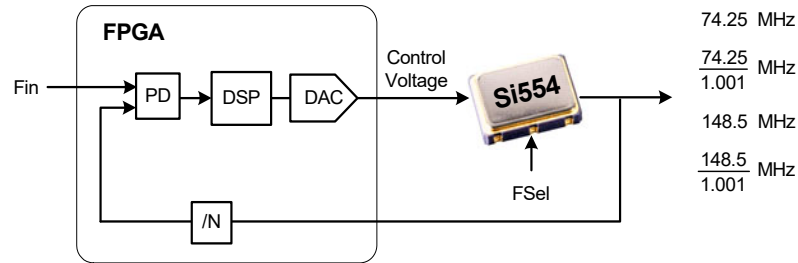 FPGA
Fin
PD
DSP
DAC
Control
Voltage
Si554
FSel
/N
74.25 MHz
74.25
1.001 MHz
148.5 MHz
148.5
1.001 MHz